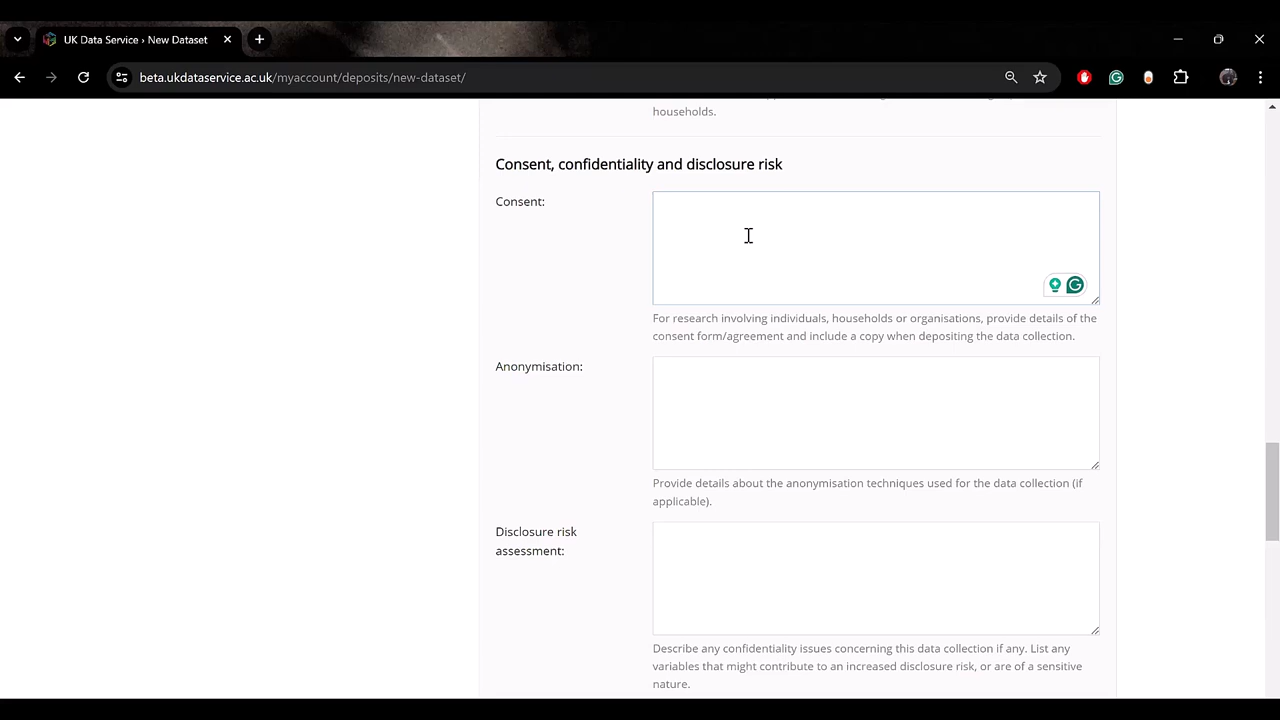 UK Data Service › New Dataset
beta.ukdataservice.ac.uk/myaccount/deposits/new-dataset/
households.
Consent, confidentiality and disclosure risk
Consent:
For research involving individuals, households or organisations, provide details of the
consent form/agreement and include a copy when depositing the data collection.
Anonymisation:
Provide details about the anonymisation techniques used for the data collection (if
applicable).
Disclosure risk
assessment:
Describe any confidentiality issues concerning this data collection if any. List any
variables that might contribute to an increased disclosure risk, or are of a sensitive
nature.